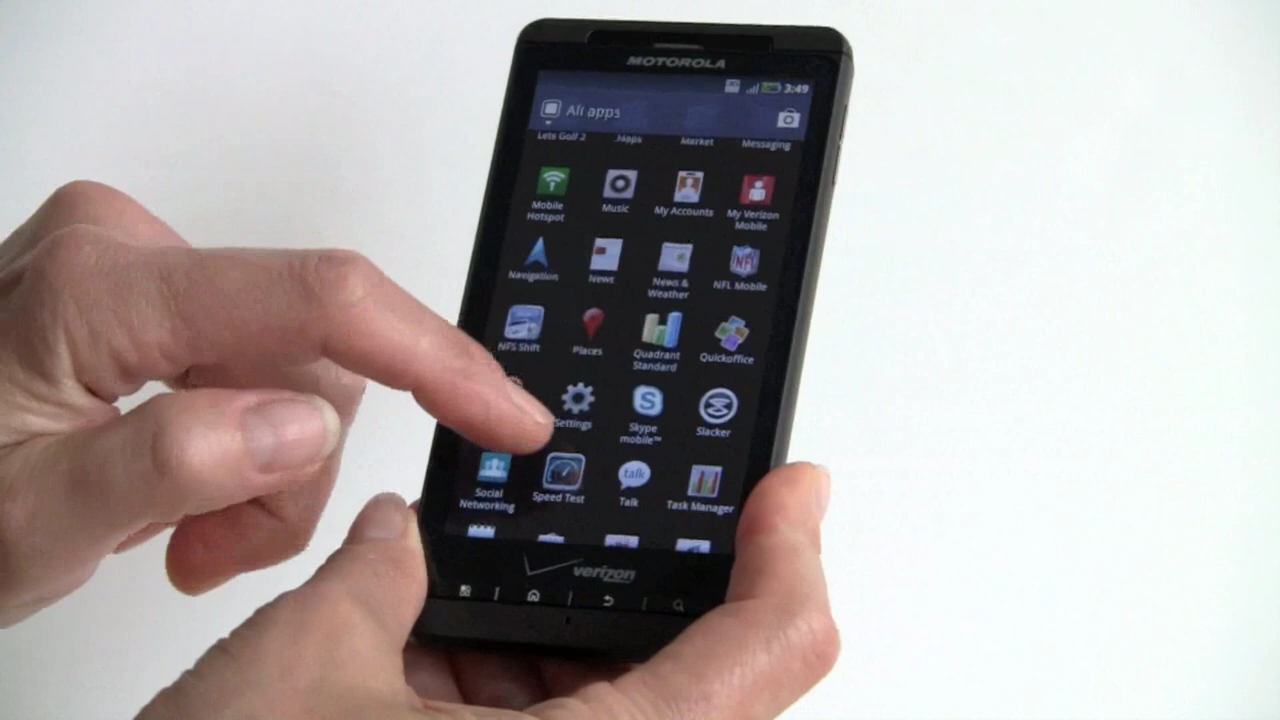 MOTOROLA
3:49
All apps
Lets Golf 2
Market
Messaging
Mobile
Hotspot
Music
My Accounts
My Verizon
Mobile
Navigation
News
News &
Weather
NFL Mobile
NFL
NFS Shift
Places
Quadrant
Standard
Quickoffice
Settings
Skype
mobile™
Slacker
Social
Networking
Speed Test
talk
Talk
Task Manager
verizon